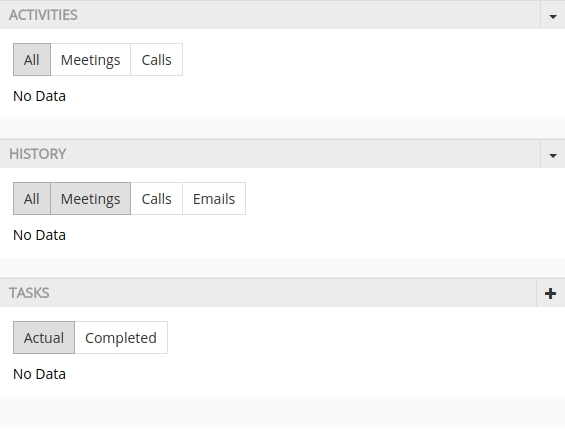 ACTIVITIES
All Meetings Calls
No Data
HISTORY
All Meetings Calls Emails
No Data
TASKS
Actual Completed
No Data